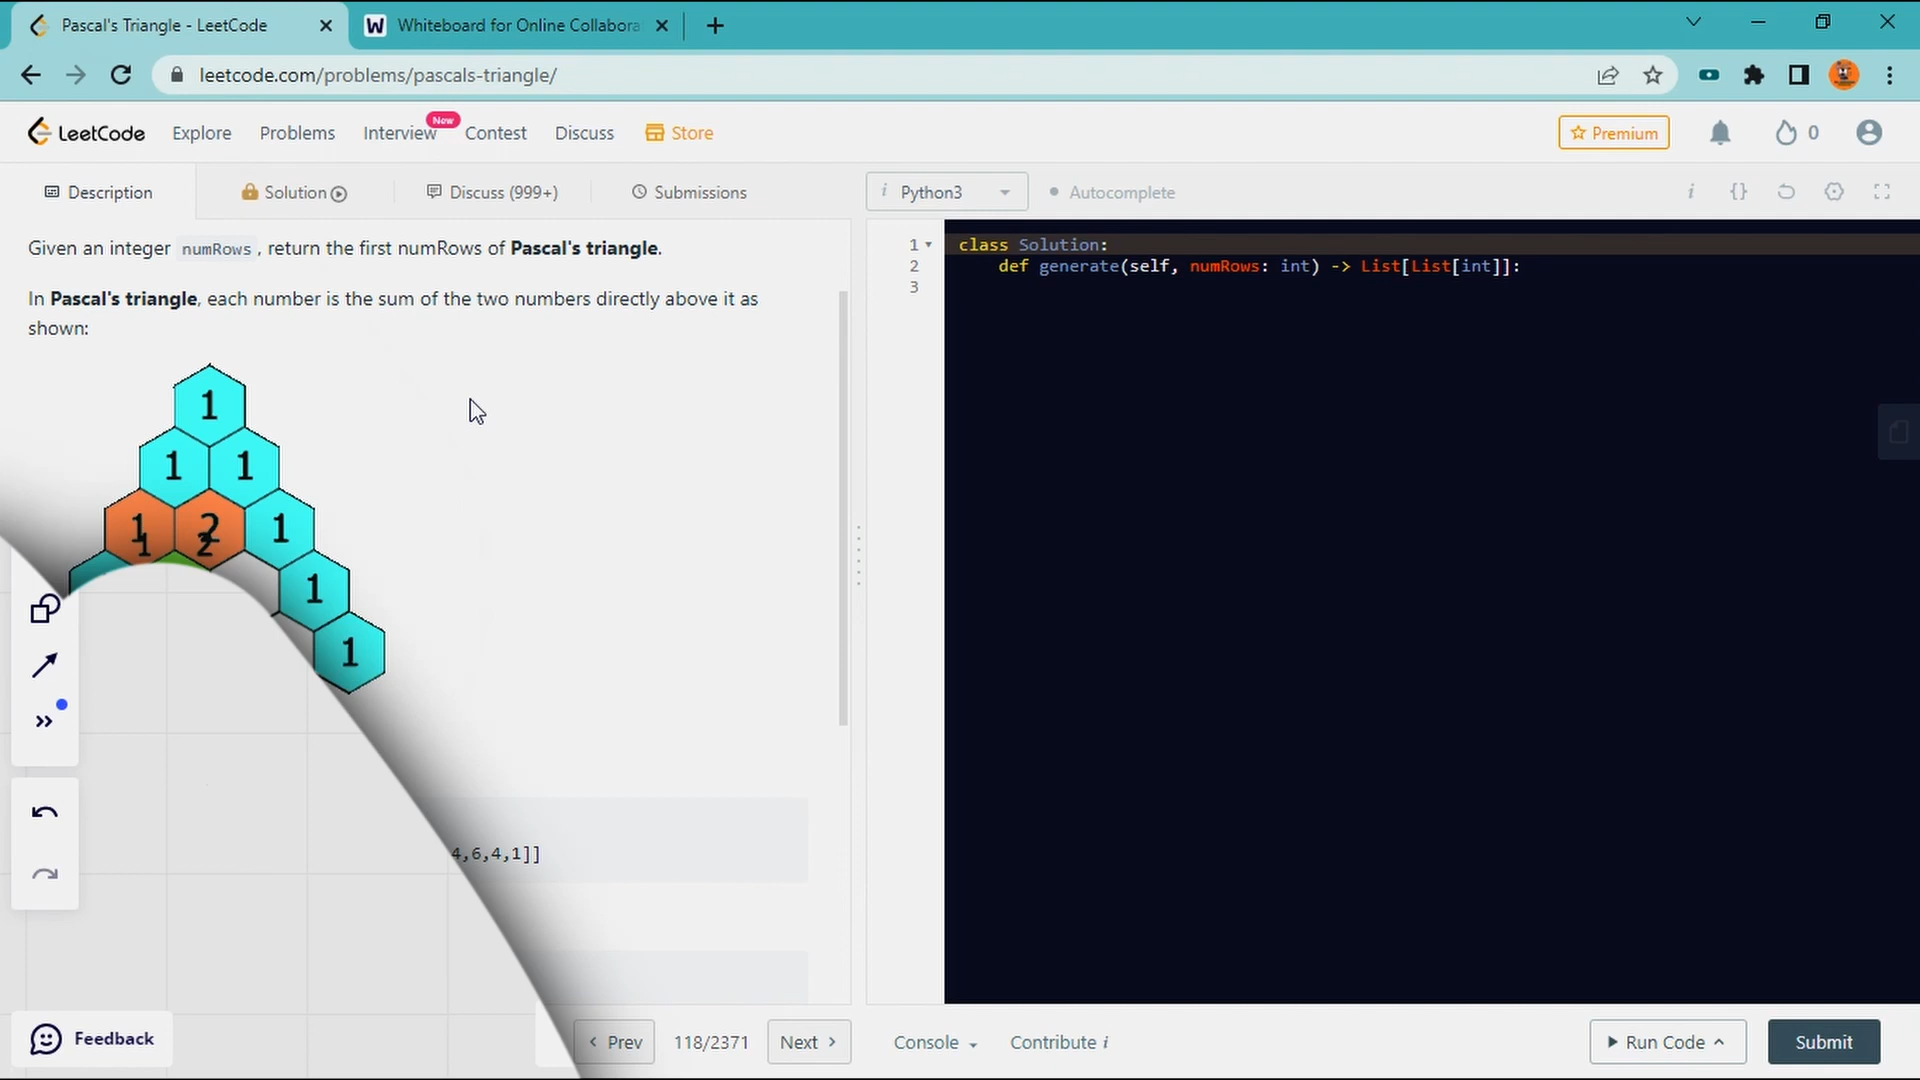 Pascal's Triangle - LeetCode
Whiteboard for Online Collabora
leetcode.com/problems/pascals-triangle/
LeetCode Explore Problems Interview New Contest Discuss Store
Premium 0
Description Solution Discuss (999+) Submissions
i Python3 Autocomplete i {}
Given an integer numRows, return the first numRows of Pascal's triangle.
In Pascal's triangle, each number is the sum of the two numbers directly above it as
shown:
1
1 1
1 2 1
1 2
1
1
4,6,4,1]]
1 class Solution:
2 def generate(self, numRows: int) -> List[List[int]]:
3
Feedback
Prev 118/2371 Next
Console Contribute i
Run Code Submit